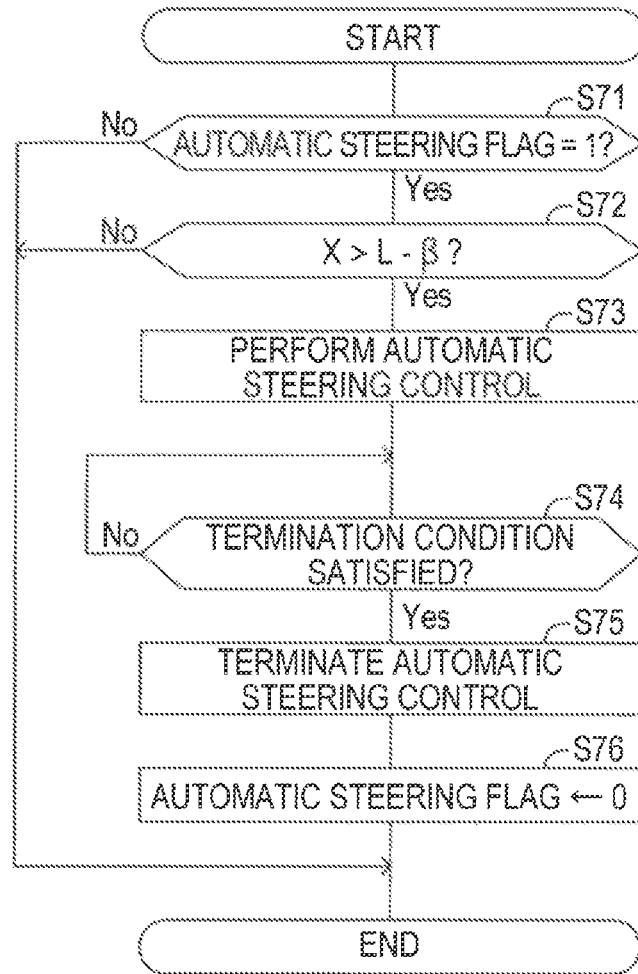 START
S71
No
AUTOMATIC STEERING FLAG = 1?
Yes
S72
No
X > L - β ?
Yes
S73
PERFORM AUTOMATIC
STEERING CONTROL
S74
No
TERMINATION CONDITION
SATISFIED?
Yes
S75
TERMINATE AUTOMATIC
STEERING CONTROL
S76
AUTOMATIC STEERING FLAG ← 0
END